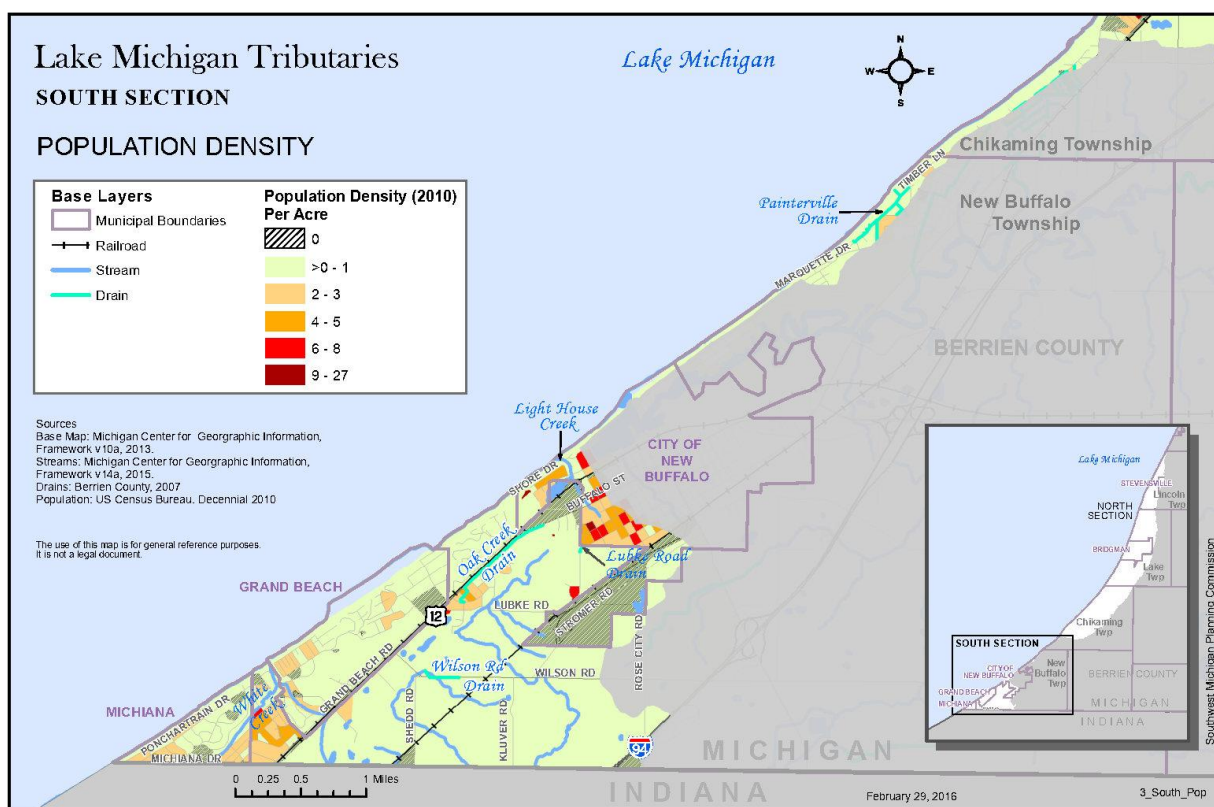 Lake Michigan Tributaries
SOUTH SECTION
POPULATION DENSITY
Base Layers
Municipal Boundaries
Railroad
Stream
Drain
Population Density (2010)
Per Acre
0
>0 - 1
2 - 3
4 - 5
6 - 8
9 - 27
Sources
Base Map: Michigan Center for Georgraphic Information,
Framework v10a, 2013.
Streams: Michigan Center for Georgraphic Information,
Framework v14a, 2015.
Drains: Berrien County, 2007
Population: US Census Bureau. Decennial 2010
The use of this map is for general reference purposes.
It is not a legal document.
Lake Michigan
N
W
E
S
Chikaming Township
TIMBER LN
New Buffalo
Township
Painterville
Drain
MARQUETTE DR
BERRIEN COUNTY
Light House
Creek
CITY OF
NEW
BUFFALO
SHORE DR
BUFFALO ST
Oak Creek
Drain
Lubke Road
Drain
GRAND BEACH
12
LUBKE RD
STROMER RD
ROSE CITY RD
GRAND BEACH RD
Wilson Rd
Drain
WILSON RD
White
Creek
SHEDD RD
KLUVER RD
MICHIANA
PONCHARTRAIN DR
MICHIANA DR
94
MICHIGAN
INDIANA
0 0.25 0.5 1 Miles
Lake Michigan
STEVENSVILLE
Lincoln
Twp
NORTH
SECTION
BRIDGMAN
Lake
Twp
Chikaming
Twp
SOUTH SECTION
CITY OF
NEW BUFFALO
New
Buffalo
Twp
BERRIEN COUNTY
GRAND BEACH
MICHIANA
MICHIGAN
INDIANA
Southwest Michigan Planning Commission
February 29, 2016
3_South_Pop